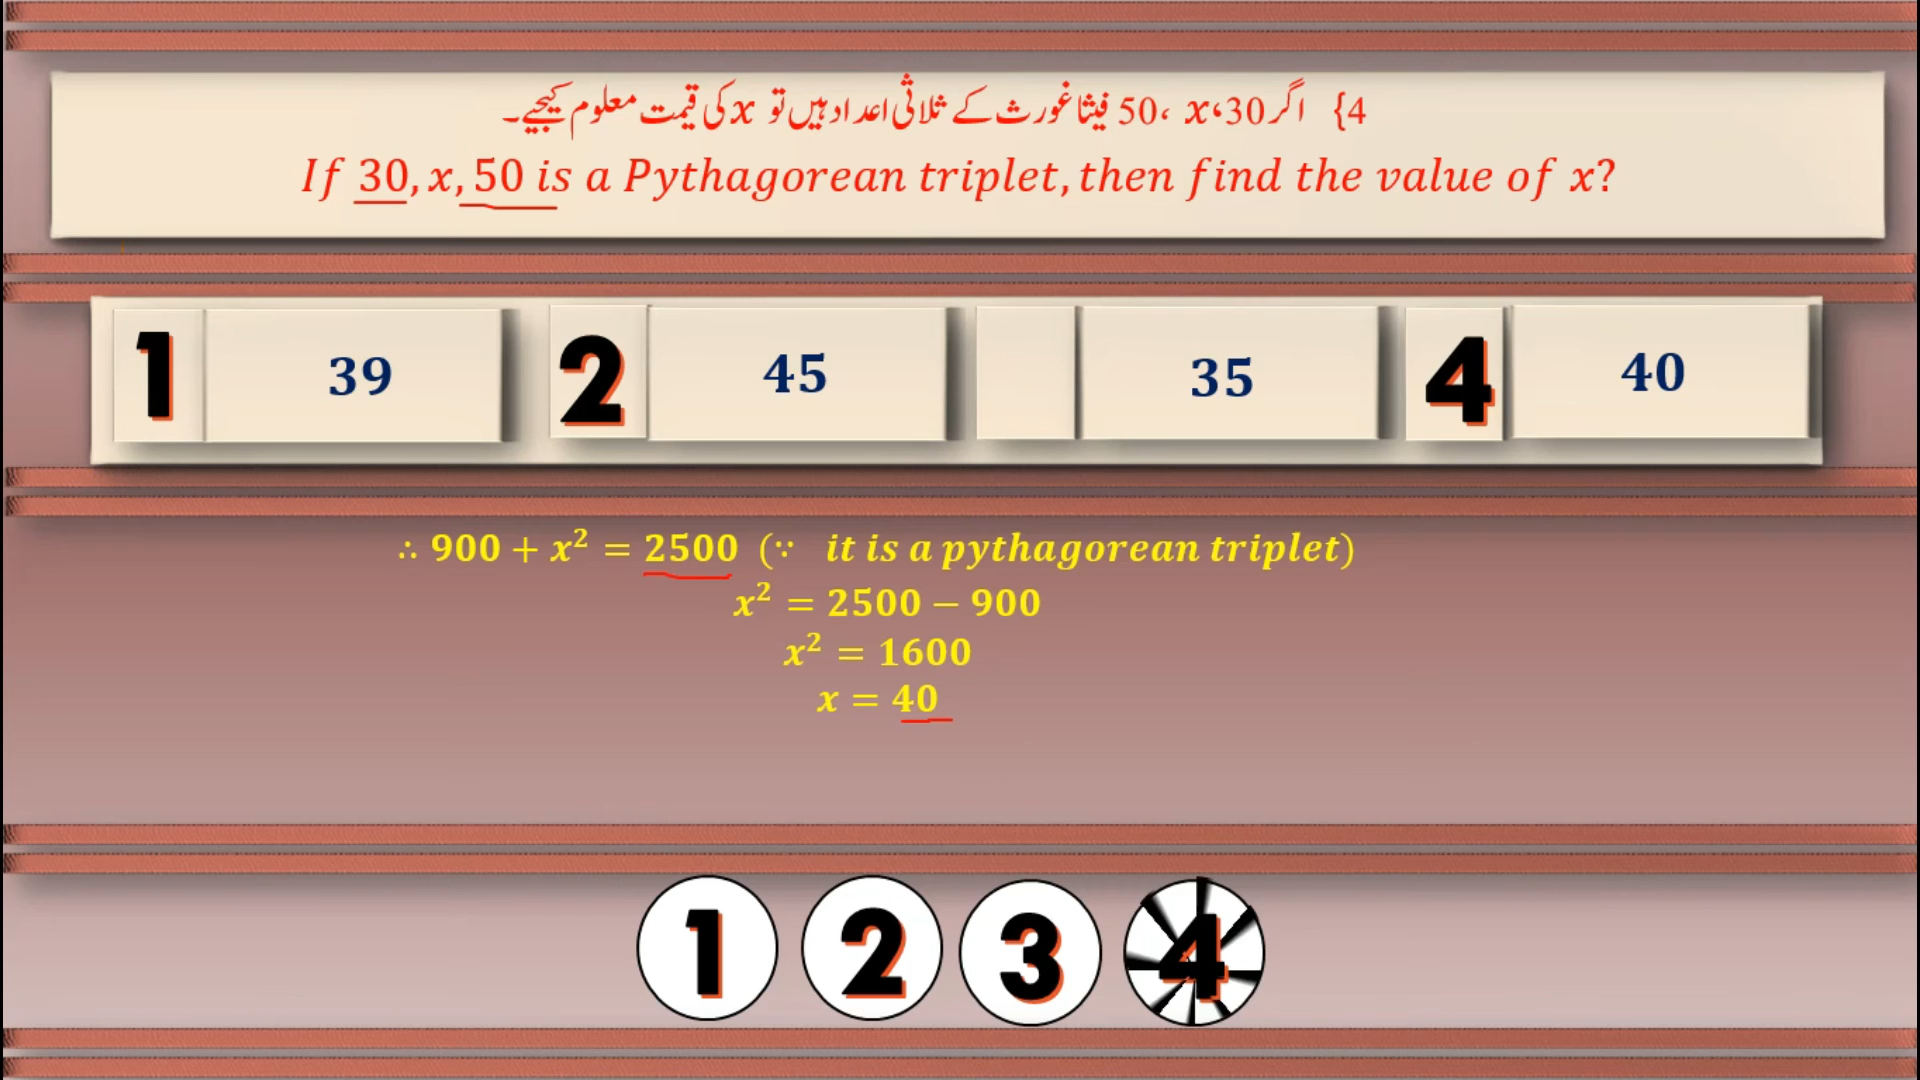 4} اگر 30، x، 50 فیثا غورث کے ثلاثی اعداد ہیں تو x کی قیمت معلوم کیجیے۔
If 30, x, 50 is a Pythagorean triplet, then find the value of x?
1 39 2 45 35 4 40
∴ 900 + x² = 2500 (∵ it is a pythagorean triplet)
x² = 2500 − 900
x² = 1600
x = 40
1 2 3 4